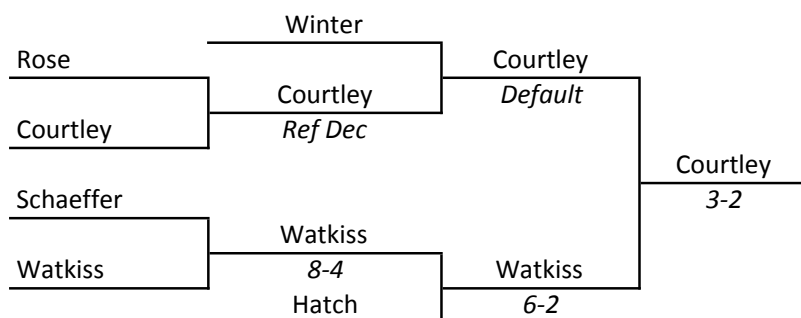 Winter
Rose
Courtley
Courtley
Default
Courtley
Ref Dec
Courtley
3-2
Schaeffer
Watkiss
8-4
Watkiss
Watkiss
6-2
Hatch